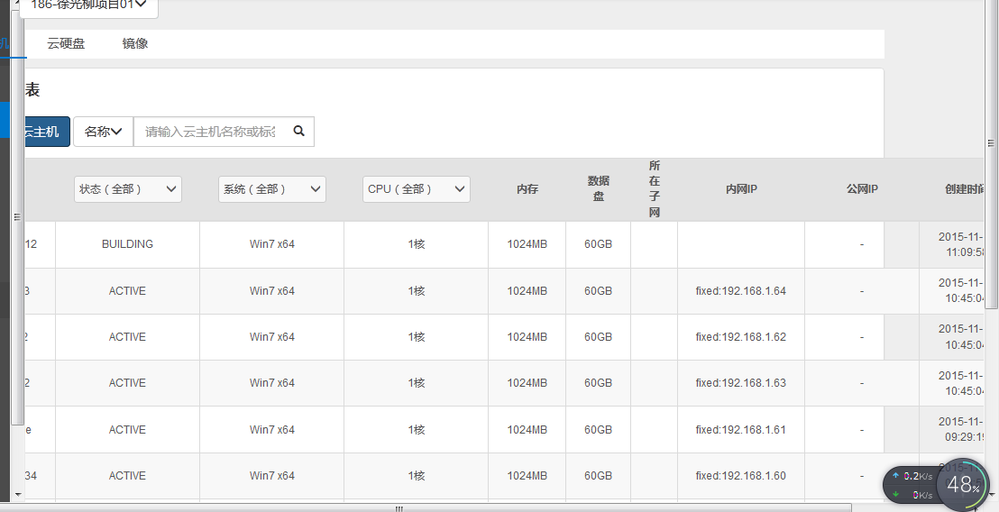 186-徐光柳项目01
机 云硬盘 镜像
表
云主机 名称 请输入云主机名称或标签
状态（全部） 系统（全部） CPU（全部） 内存 数据盘 所在子网 内网IP 公网IP 创建时间
12 BUILDING Win7 x64 1核 1024MB 60GB - 2015-11-
11:09:58
3 ACTIVE Win7 x64 1核 1024MB 60GB fixed:192.168.1.64 - 2015-11-
10:45:04
2 ACTIVE Win7 x64 1核 1024MB 60GB fixed:192.168.1.62 - 2015-11-
10:45:04
2 ACTIVE Win7 x64 1核 1024MB 60GB fixed:192.168.1.63 - 2015-11-
10:45:04
e ACTIVE Win7 x64 1核 1024MB 60GB fixed:192.168.1.61 - 2015-11-
09:29:19
34 ACTIVE Win7 x64 1核 1024MB 60GB fixed:192.168.1.60 - 2015-1
0.2K/s
0K/s
48%